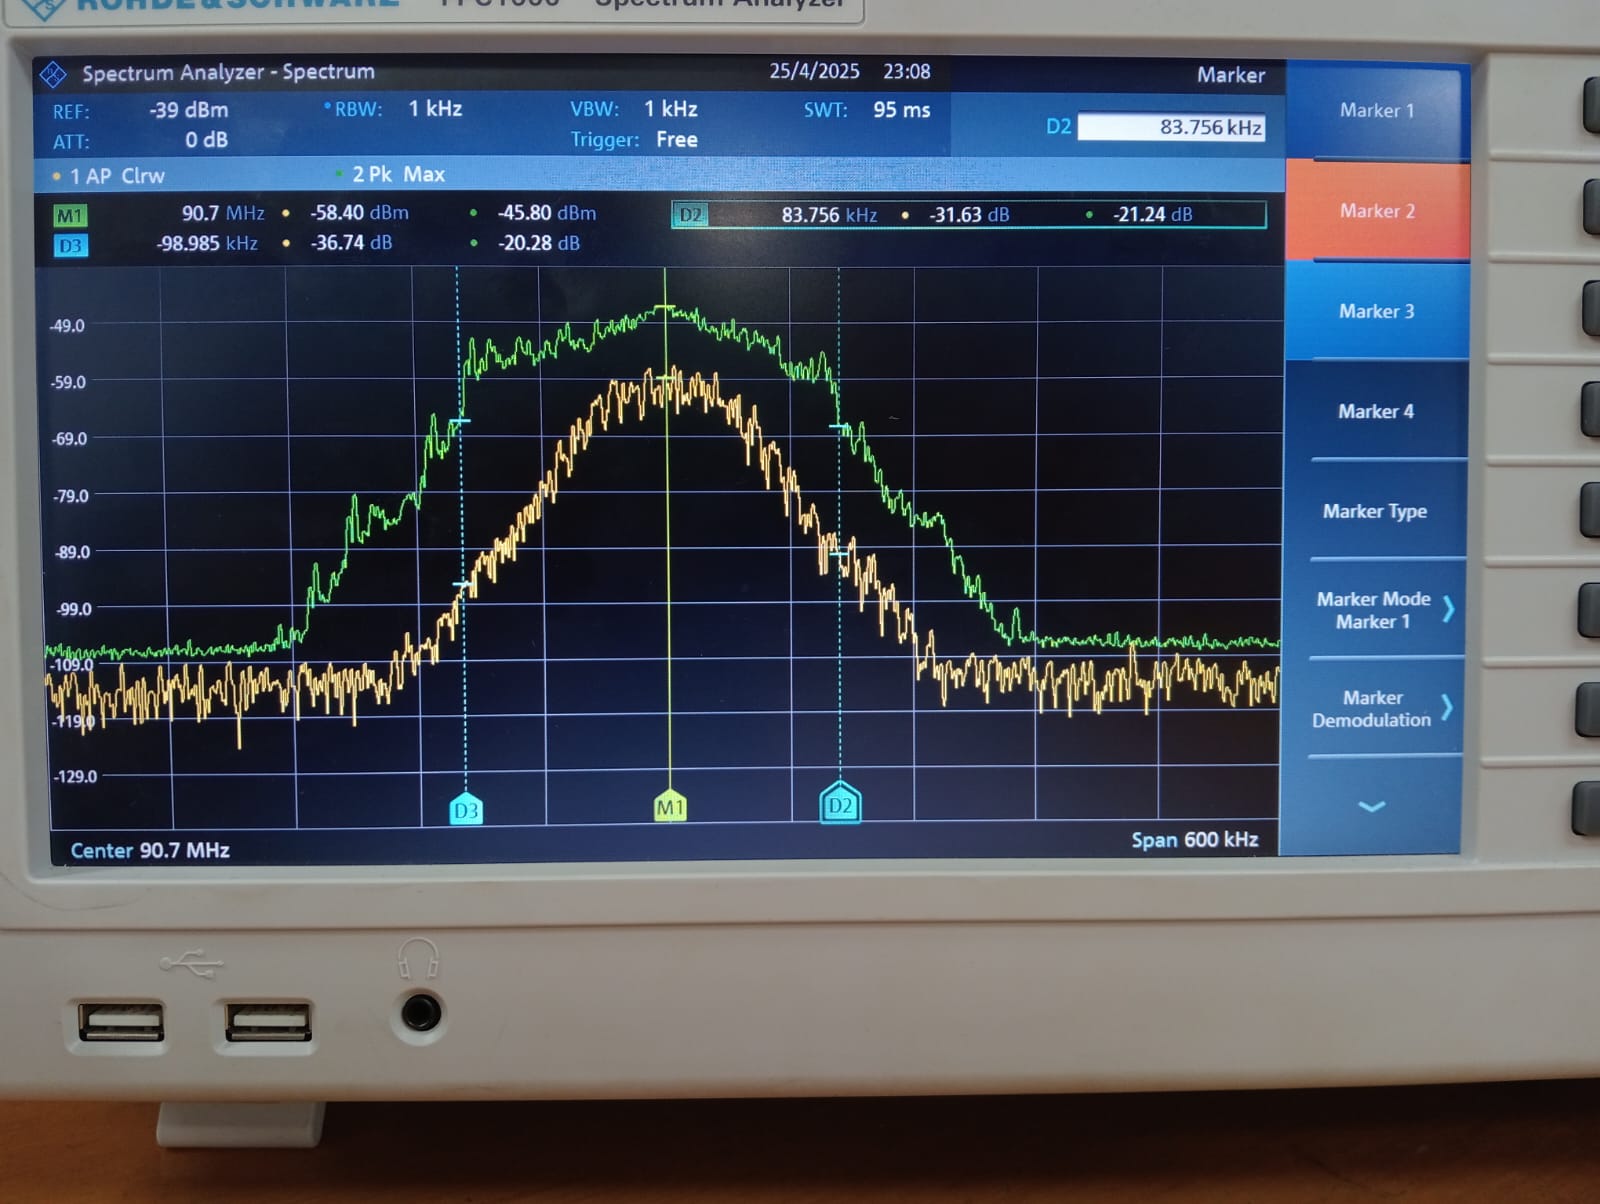 ROHDE & SCHWARZ FPC1000 Spectrum Analyzer
Spectrum Analyzer - Spectrum 25/4/2025 23:08 Marker
REF: -39 dBm RBW: 1 kHz VBW: 1 kHz SWT: 95 ms
ATT: 0 dB Trigger: Free
D2 83.756 kHz
1 AP Clrw 2 Pk Max
M1 90.7 MHz -58.40 dBm -45.80 dBm D2 83.756 kHz -31.63 dB -21.24 dB
D3 -98.985 kHz -36.74 dB -20.28 dB
-49.0
-59.0
-69.0
-79.0
-89.0
-99.0
-109.0
-119.0
-129.0
D3 M1 D2
Center 90.7 MHz Span 600 kHz
Marker 1
Marker 2
Marker 3
Marker 4
Marker Type
Marker Mode
Marker 1
Marker
Demodulation